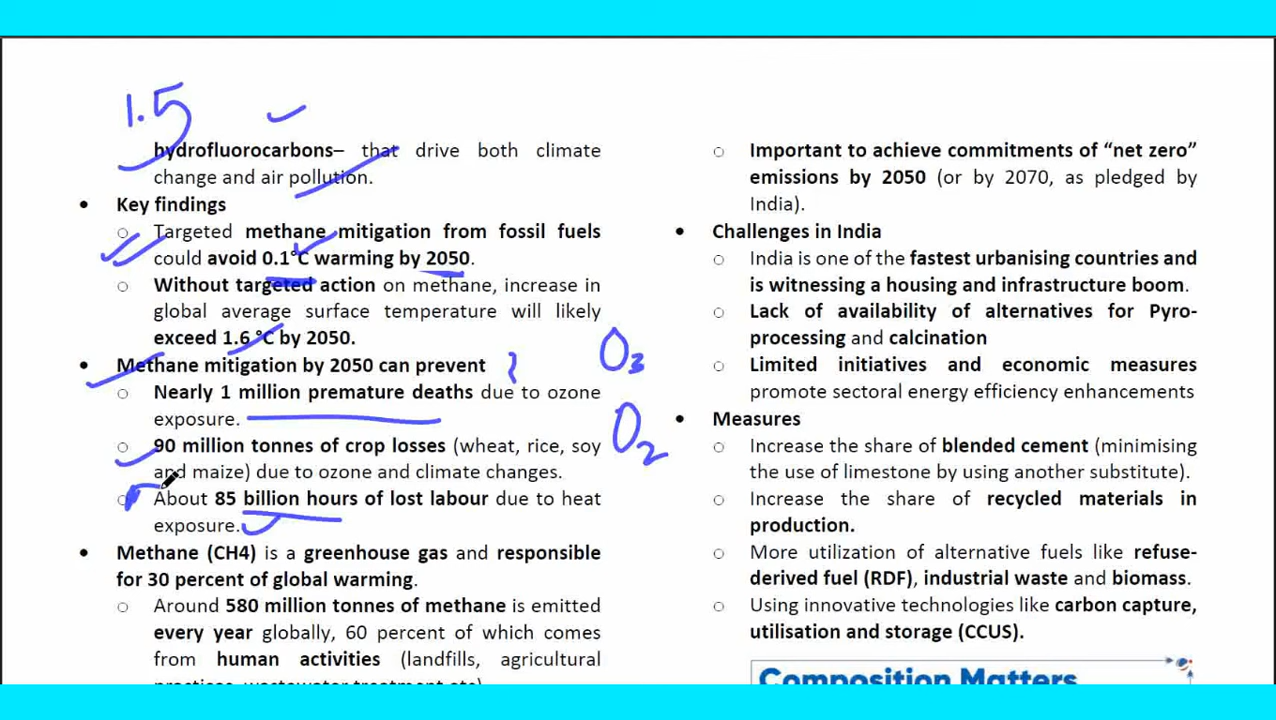 1.5
hydrofluorocarbons– that drive both climate
change and air pollution.
• Key findings
○ Targeted methane mitigation from fossil fuels
could avoid 0.1°C warming by 2050.
○ Without targeted action on methane, increase in
global average surface temperature will likely
exceed 1.6 °C by 2050.
• Methane mitigation by 2050 can prevent
O3
○ Nearly 1 million premature deaths due to ozone
exposure.
O2
○ 90 million tonnes of crop losses (wheat, rice, soy
and maize) due to ozone and climate changes.
○ About 85 billion hours of lost labour due to heat
exposure.
• Methane (CH4) is a greenhouse gas and responsible
for 30 percent of global warming.
○ Around 580 million tonnes of methane is emitted
every year globally, 60 percent of which comes
from human activities (landfills, agricultural
practices, wastewater treatment etc)
○ Important to achieve commitments of “net zero”
emissions by 2050 (or by 2070, as pledged by
India).
• Challenges in India
○ India is one of the fastest urbanising countries and
is witnessing a housing and infrastructure boom.
○ Lack of availability of alternatives for Pyro-
processing and calcination
○ Limited initiatives and economic measures
promote sectoral energy efficiency enhancements
• Measures
○ Increase the share of blended cement (minimising
the use of limestone by using another substitute).
○ Increase the share of recycled materials in
production.
○ More utilization of alternative fuels like refuse-
derived fuel (RDF), industrial waste and biomass.
○ Using innovative technologies like carbon capture,
utilisation and storage (CCUS).
Composition Matters